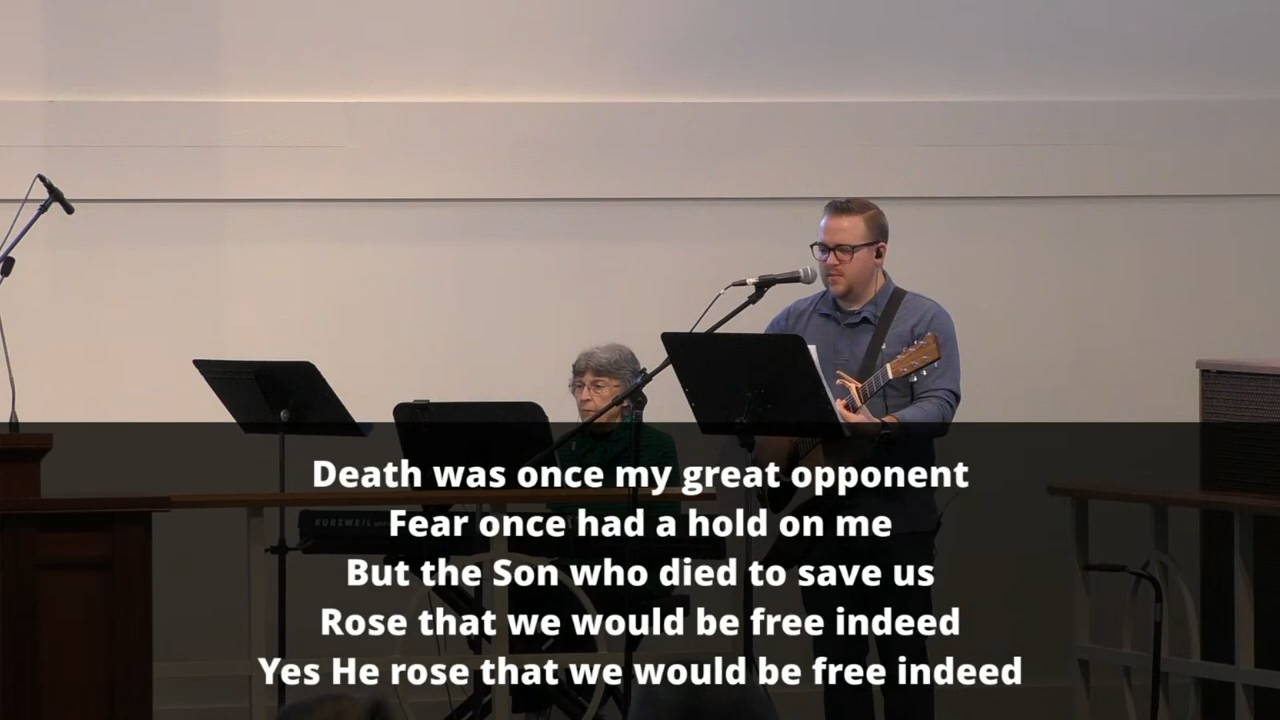 KURZWEIL
Death was once my great opponent
Fear once had a hold on me
But the Son who died to save us
Rose that we would be free indeed
Yes He rose that we would be free indeed